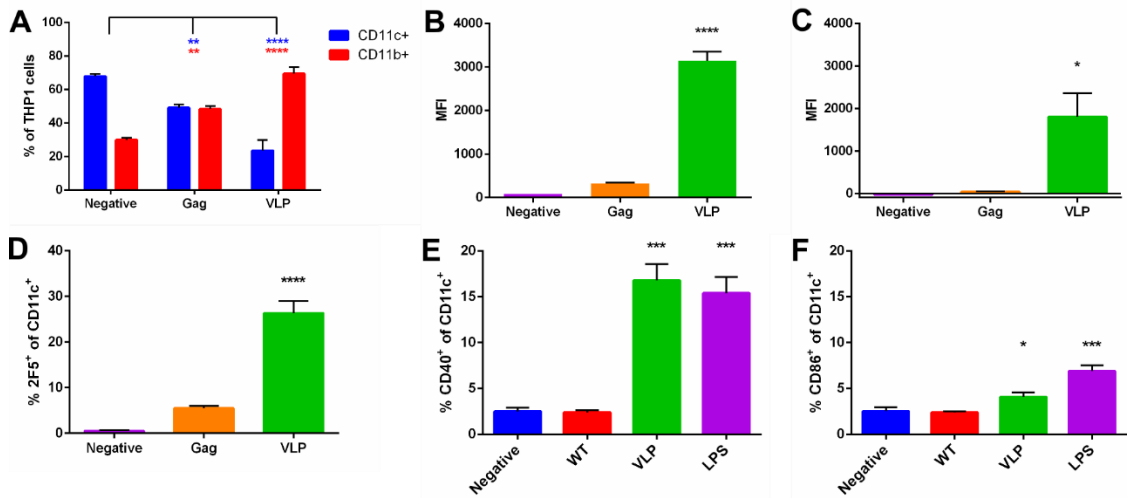 A
% of THP1 cells
100
80
60
40
20
0
**
**
****
****
CD11c+
CD11b+
Negative
Gag
VLP
B
MFI
4000
3000
2000
1000
0
****
Negative
Gag
VLP
C
MFI
4000
3000
2000
1000
0
*
Negative
Gag
VLP
D
% 2F5⁺ of CD11c⁺
40
30
20
10
0
****
Negative
Gag
VLP
E
% CD40⁺ of CD11c⁺
20
15
10
5
0
***
***
Negative
WT
VLP
LPS
F
% CD86⁺ of CD11c⁺
20
15
10
5
0
*
***
Negative
WT
VLP
LPS